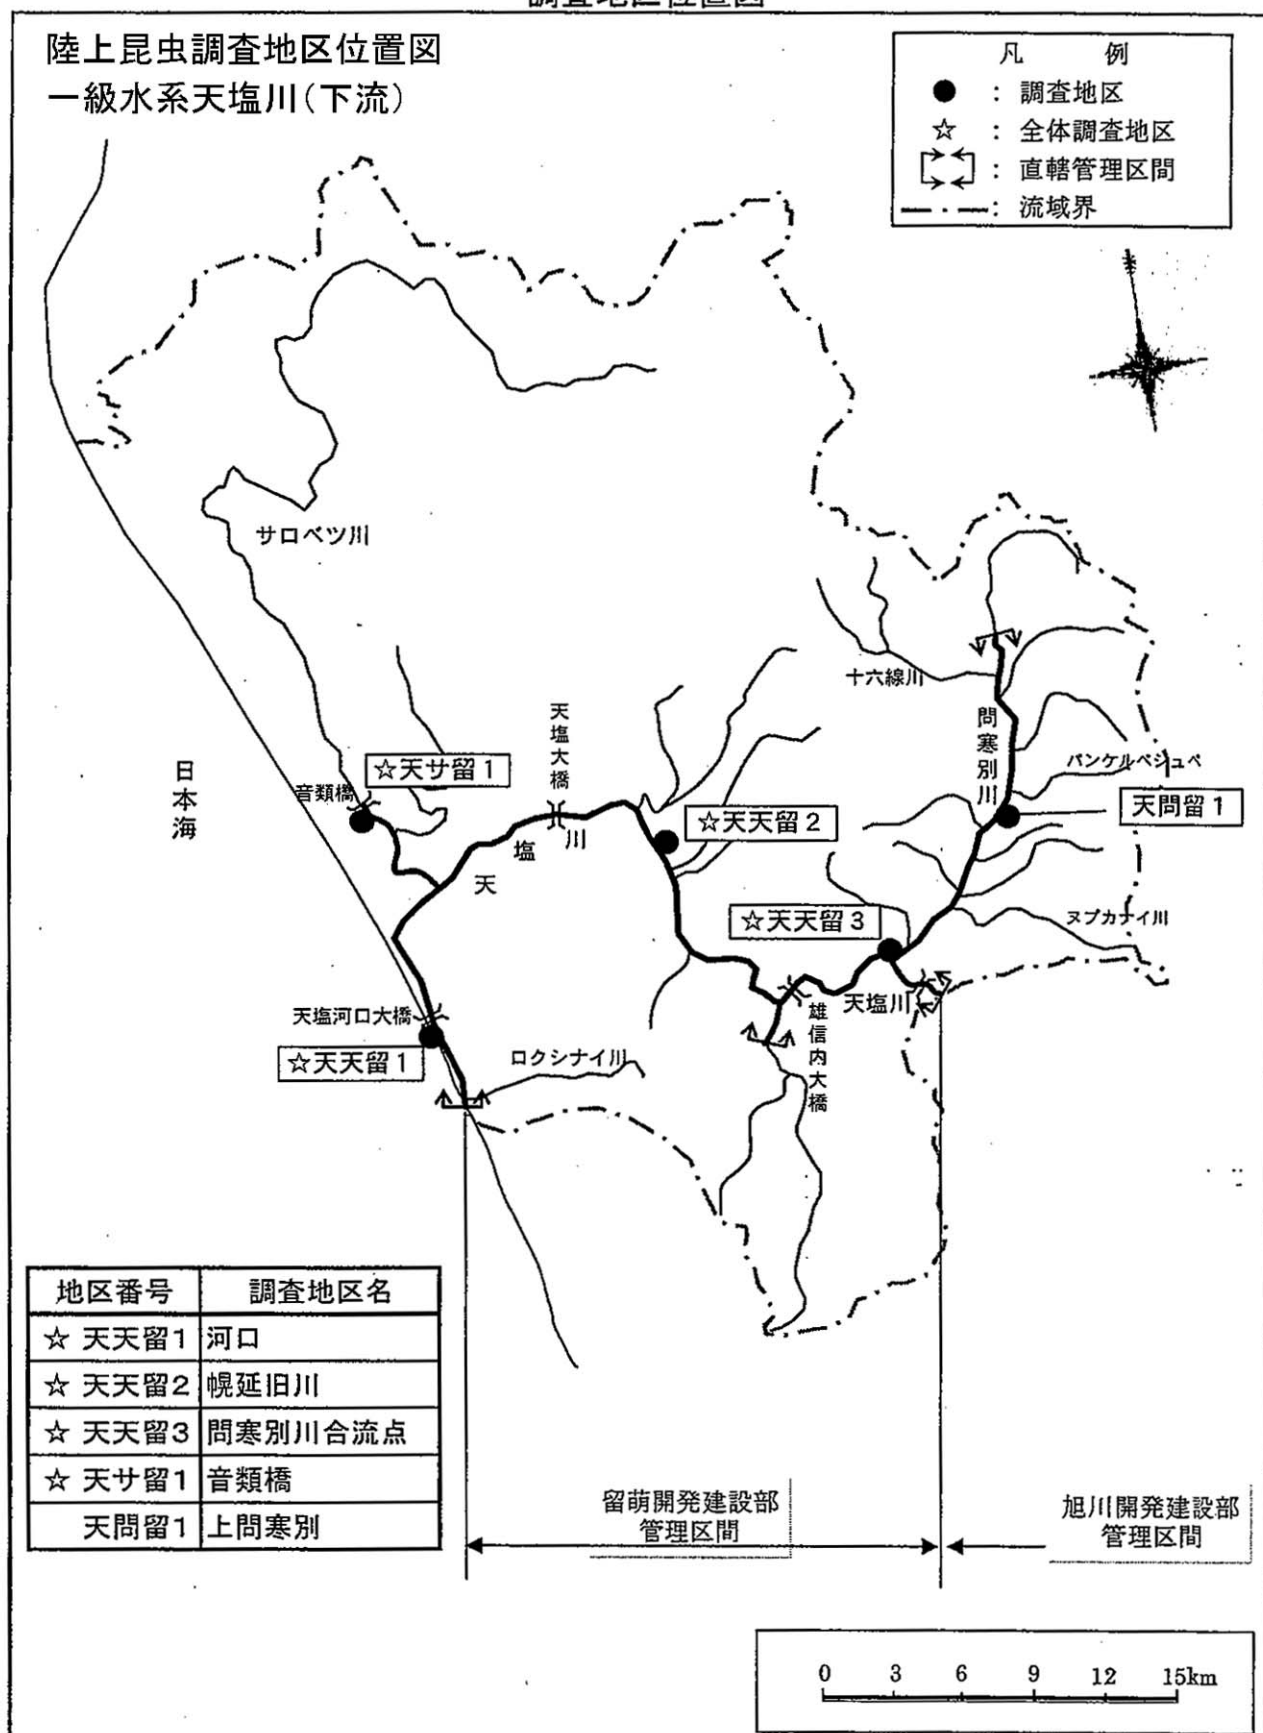 調査地区位置図
陸上昆虫調査地区位置図
一級水系天塩川(下流)
凡 例
● : 調査地区
☆ : 全体調査地区
: 直轄管理区間
: 流域界
サロベツ川
十六線川
問寒別川
パンケルペシュペ
天塩大橋
☆天サ留1
音類橋
日本海
☆天天留2
天問留1
天塩川
☆天天留3
ヌプカナイ川
天塩河口大橋
天塩川
雄信内大橋
☆天天留1
ロクシナイ川
地区番号 調査地区名
☆ 天天留1 河口
☆ 天天留2 幌延旧川
☆ 天天留3 問寒別川合流点
☆ 天サ留1 音類橋
天問留1 上問寒別
留萌開発建設部
管理区間
旭川開発建設部
管理区間
0 3 6 9 12 15km